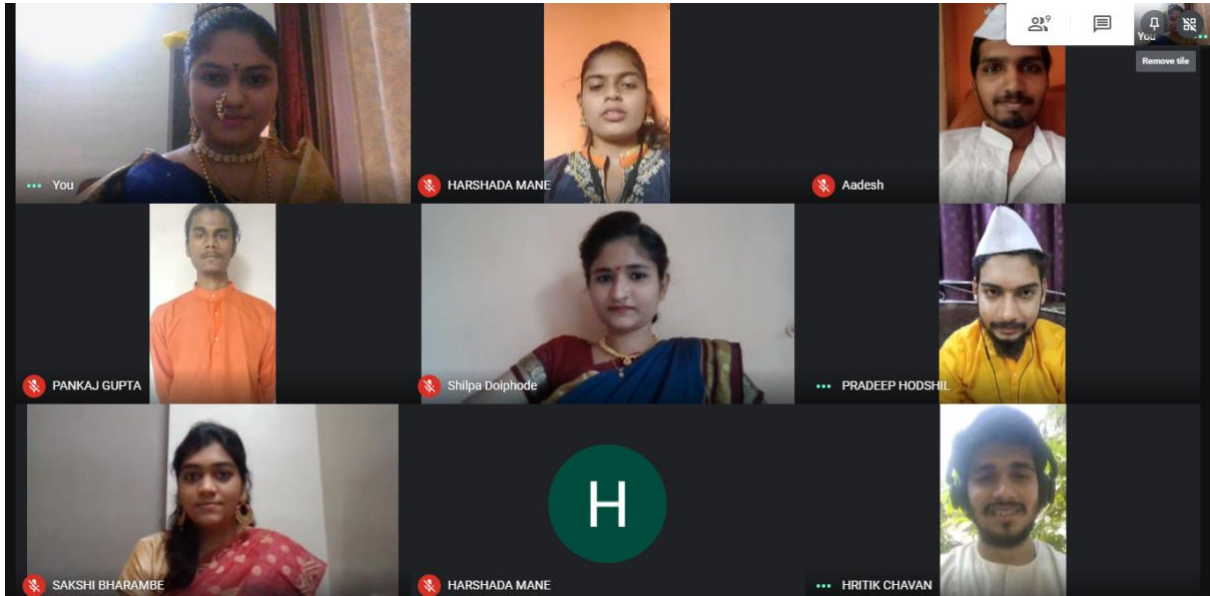 9
You
Remove tile
You
HARSHADA MANE
Aadesh
PANKAJ GUPTA
Shilpa Doiphode
PRADEEP HODSHIL
H
SAKSHI BHARAMBE
HARSHADA MANE
HRITIK CHAVAN